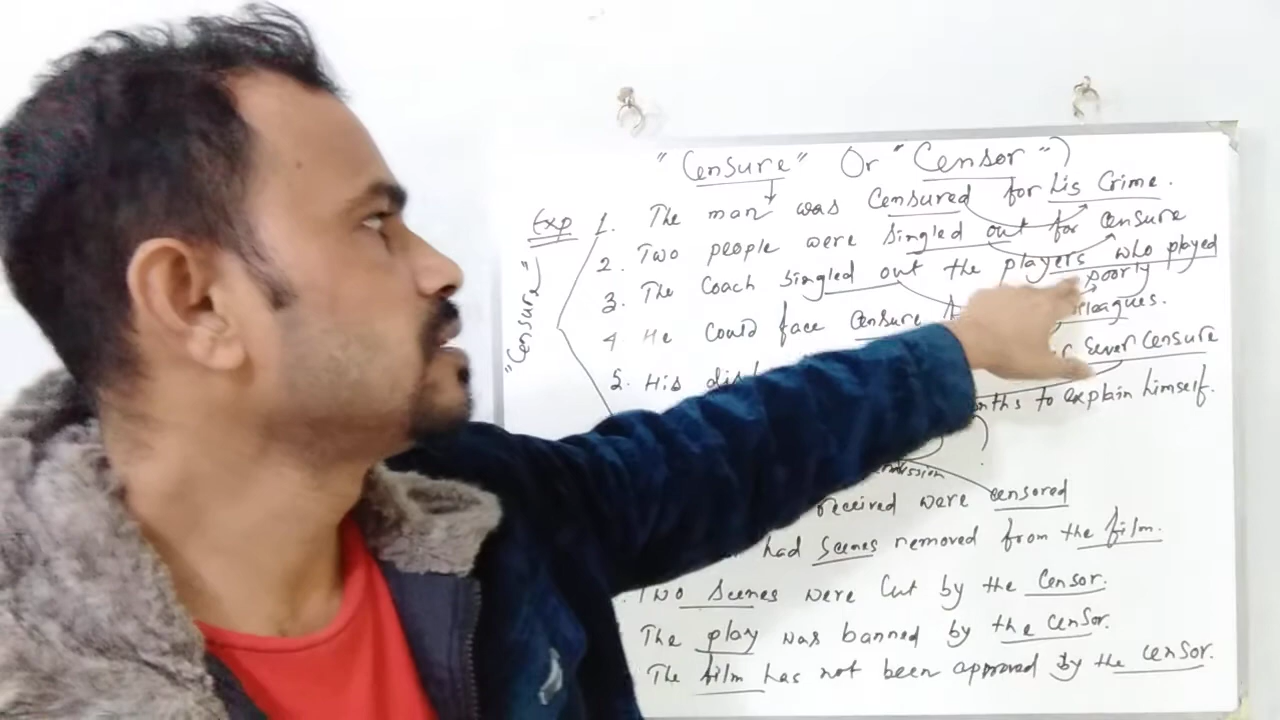 "Censure" Or "Censor")
Exp 1. The man was Censured for his Crime.
2. Two people were Singled out for censure
3. The Coach Singled out the players who played
poorly
4. He could face censure colleagues.
5. His Sever Censure
to explain himself.
"Censure"
received were censored
had Scenes removed from the film.
Two Scenes were Cut by the Censor.
The play was banned by the censor.
The film has not been approved by the censor.